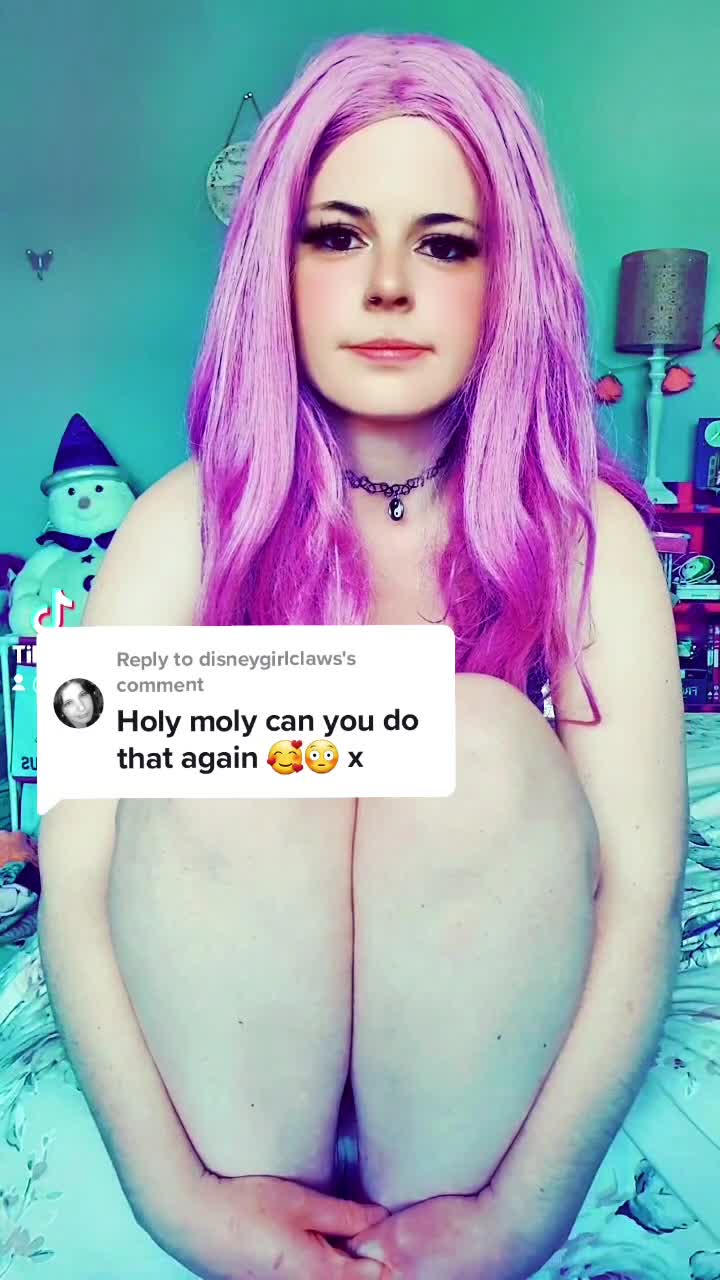 Reply to disneygirlclaws's
comment
Holy moly can you do
that again 🥰😳 x